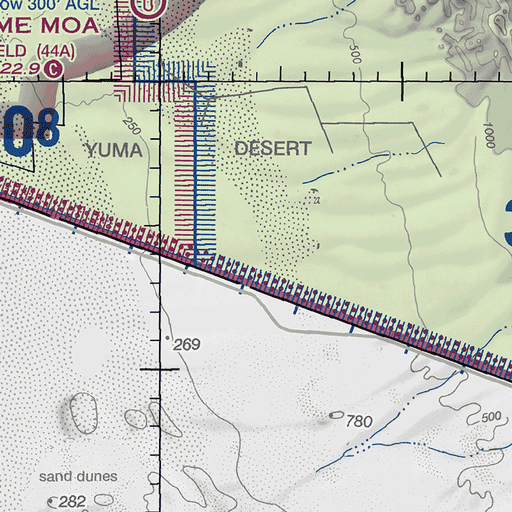 ow 300' AGL
U
ME MOA
ELD (44A)
22.9 C
08
500
250
1000
YUMA DESERT
269
780
500
sand dunes
282